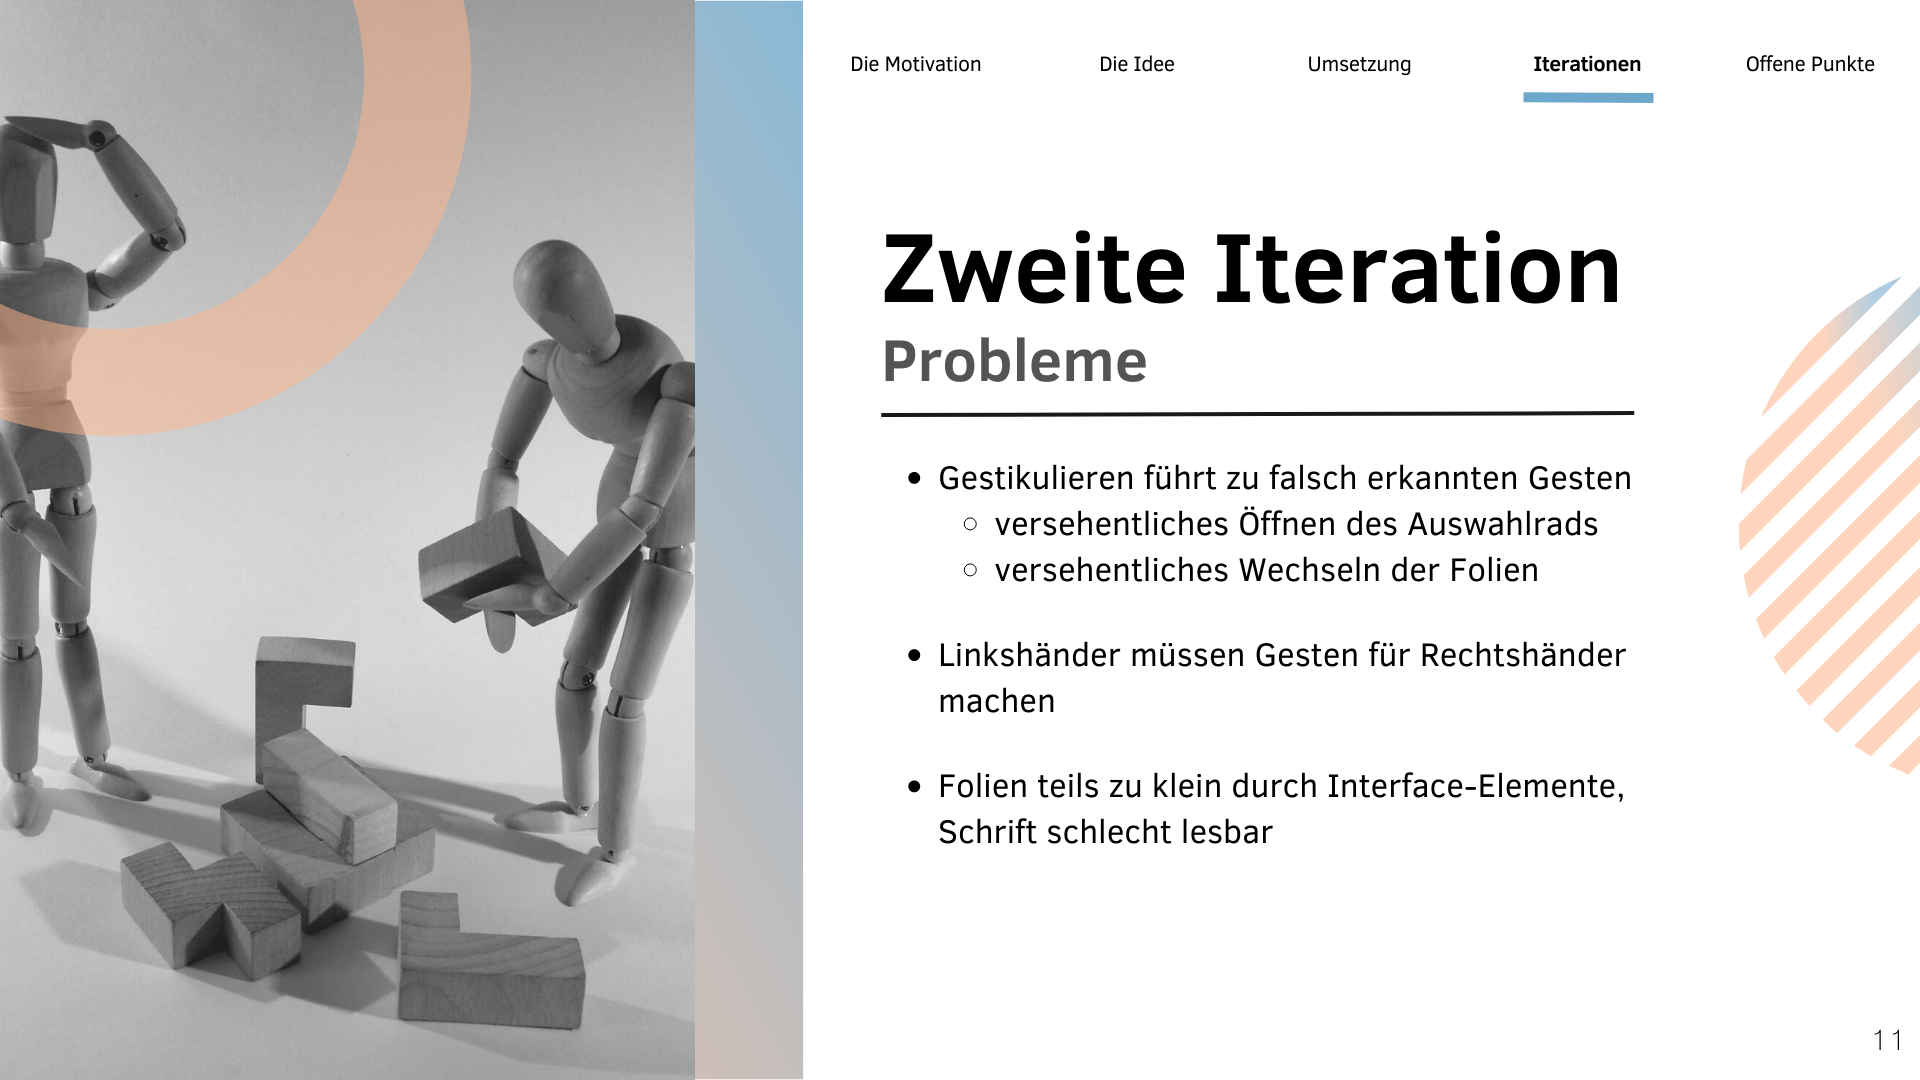 Die Motivation Die Idee Umsetzung Iterationen Offene Punkte
Zweite Iteration
Probleme
• Gestikulieren führt zu falsch erkannten Gesten
○ versehentliches Öffnen des Auswahlrads
○ versehentliches Wechseln der Folien
• Linkshänder müssen Gesten für Rechtshänder
machen
• Folien teils zu klein durch Interface-Elemente,
Schrift schlecht lesbar
11